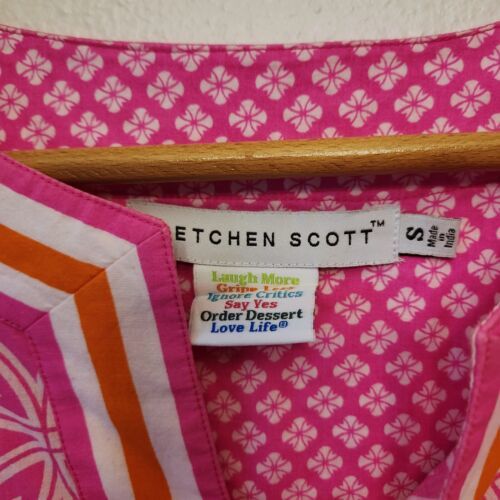 ETCHEN SCOTT™
S
Made
in
India
Laugh More
Gripe Less
Ignore Critics
Say Yes
Order Dessert
Love Life®